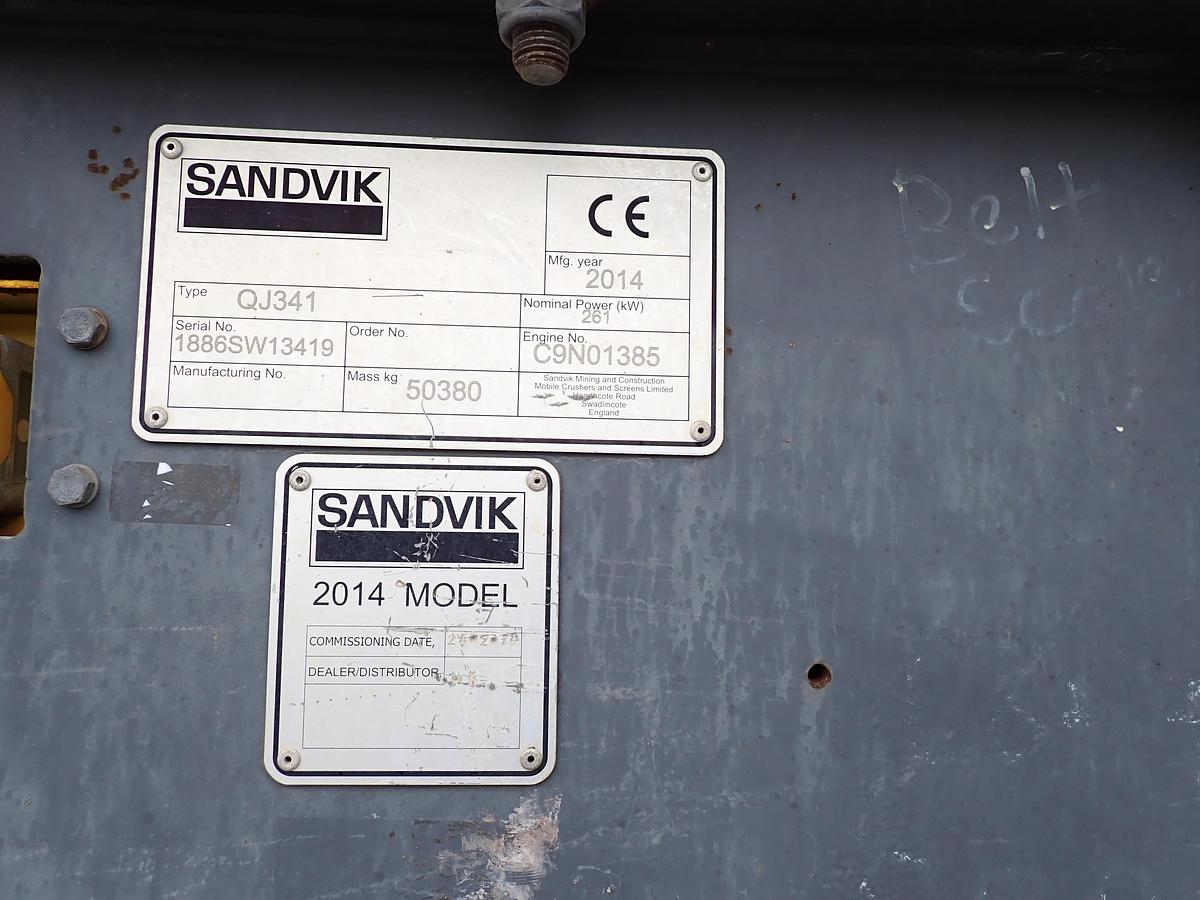 SANDVIK
CE
Mfg. year
2014
Type QJ341
Nominal Power (kW)
261
Serial No.
1886SW13419
Order No.
Engine No.
C9N01385
Manufacturing No.
Mass kg 50380
Sandvik Mining and Construction
Mobile Crushers and Screens Limited
Heathcote Road
Swadlincote
England
SANDVIK
2014 MODEL
COMMISSIONING DATE,
DEALER/DISTRIBUTOR
Belt